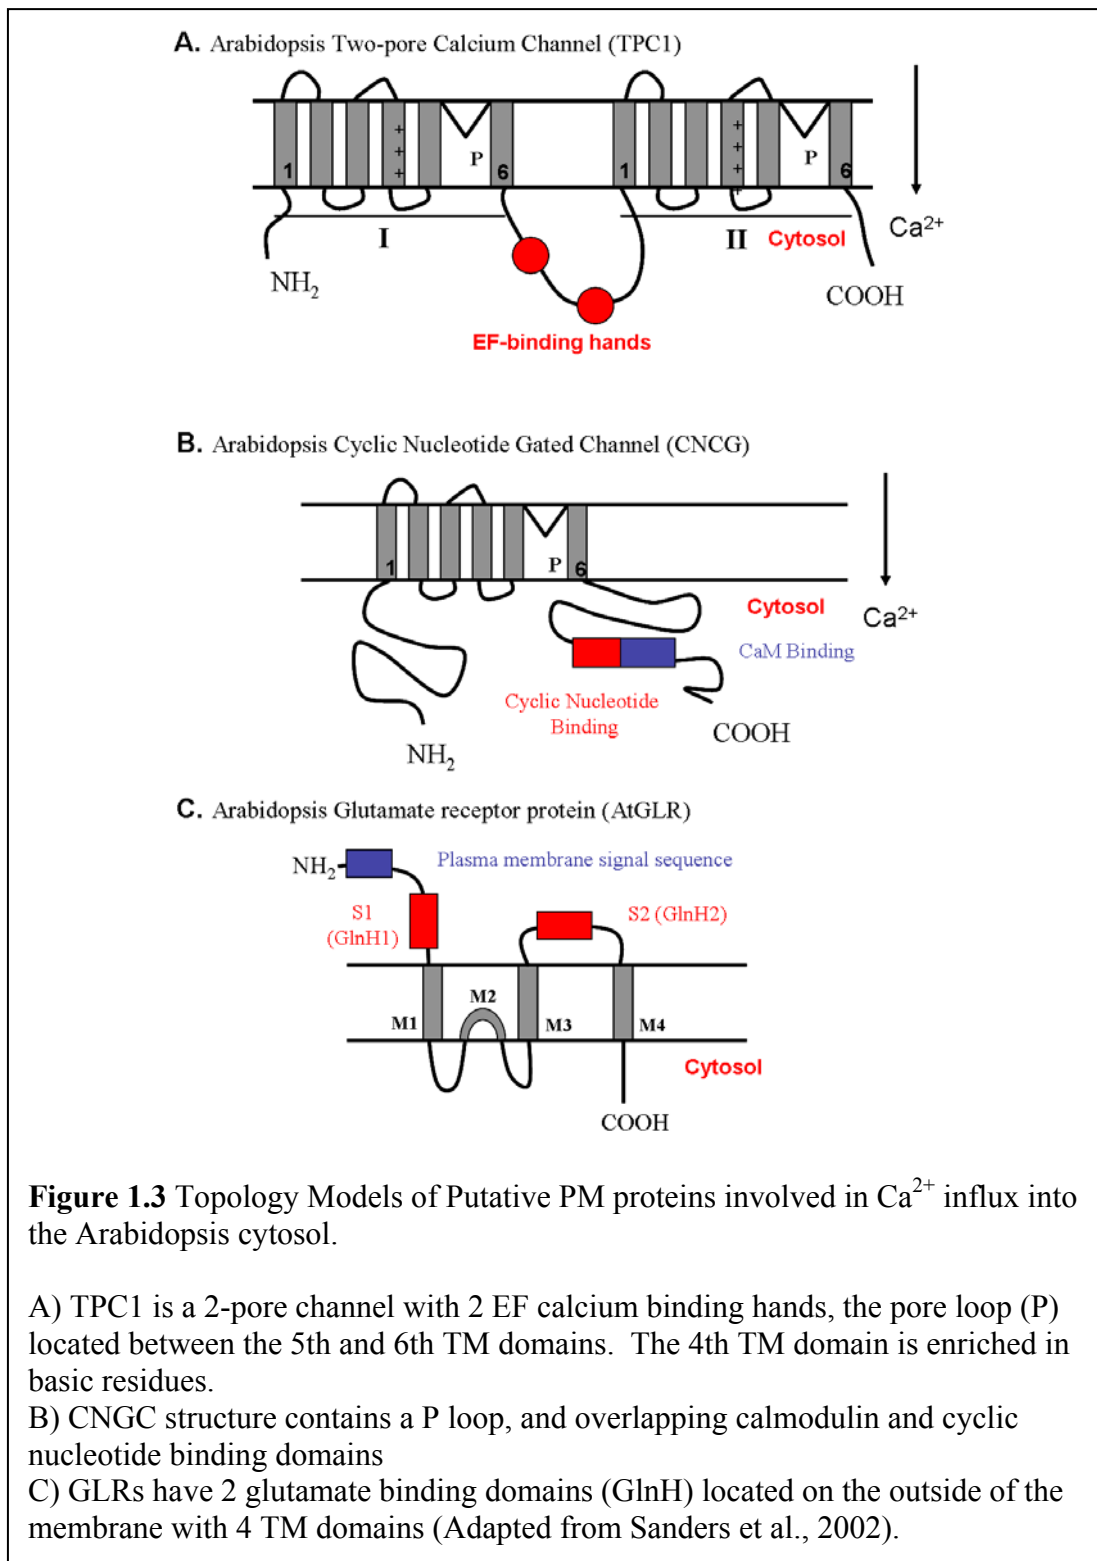 A. Arabidopsis Two-pore Calcium Channel (TPC1)
1
+
+
+
P
6
1
+
+
+
+
P
6
I
II
Cytosol
Ca²⁺
NH₂
COOH
EF-binding hands
B. Arabidopsis Cyclic Nucleotide Gated Channel (CNCG)
1
P
6
Cytosol
Ca²⁺
CaM Binding
Cyclic Nucleotide
Binding
NH₂
COOH
C. Arabidopsis Glutamate receptor protein (AtGLR)
NH₂
Plasma membrane signal sequence
S1
(GlnH1)
S2 (GlnH2)
M1
M2
M3
M4
Cytosol
COOH
Figure 1.3 Topology Models of Putative PM proteins involved in Ca²⁺ influx into
the Arabidopsis cytosol.
A) TPC1 is a 2-pore channel with 2 EF calcium binding hands, the pore loop (P)
located between the 5th and 6th TM domains.  The 4th TM domain is enriched in
basic residues.
B) CNGC structure contains a P loop, and overlapping calmodulin and cyclic
nucleotide binding domains
C) GLRs have 2 glutamate binding domains (GlnH) located on the outside of the
membrane with 4 TM domains (Adapted from Sanders et al., 2002).